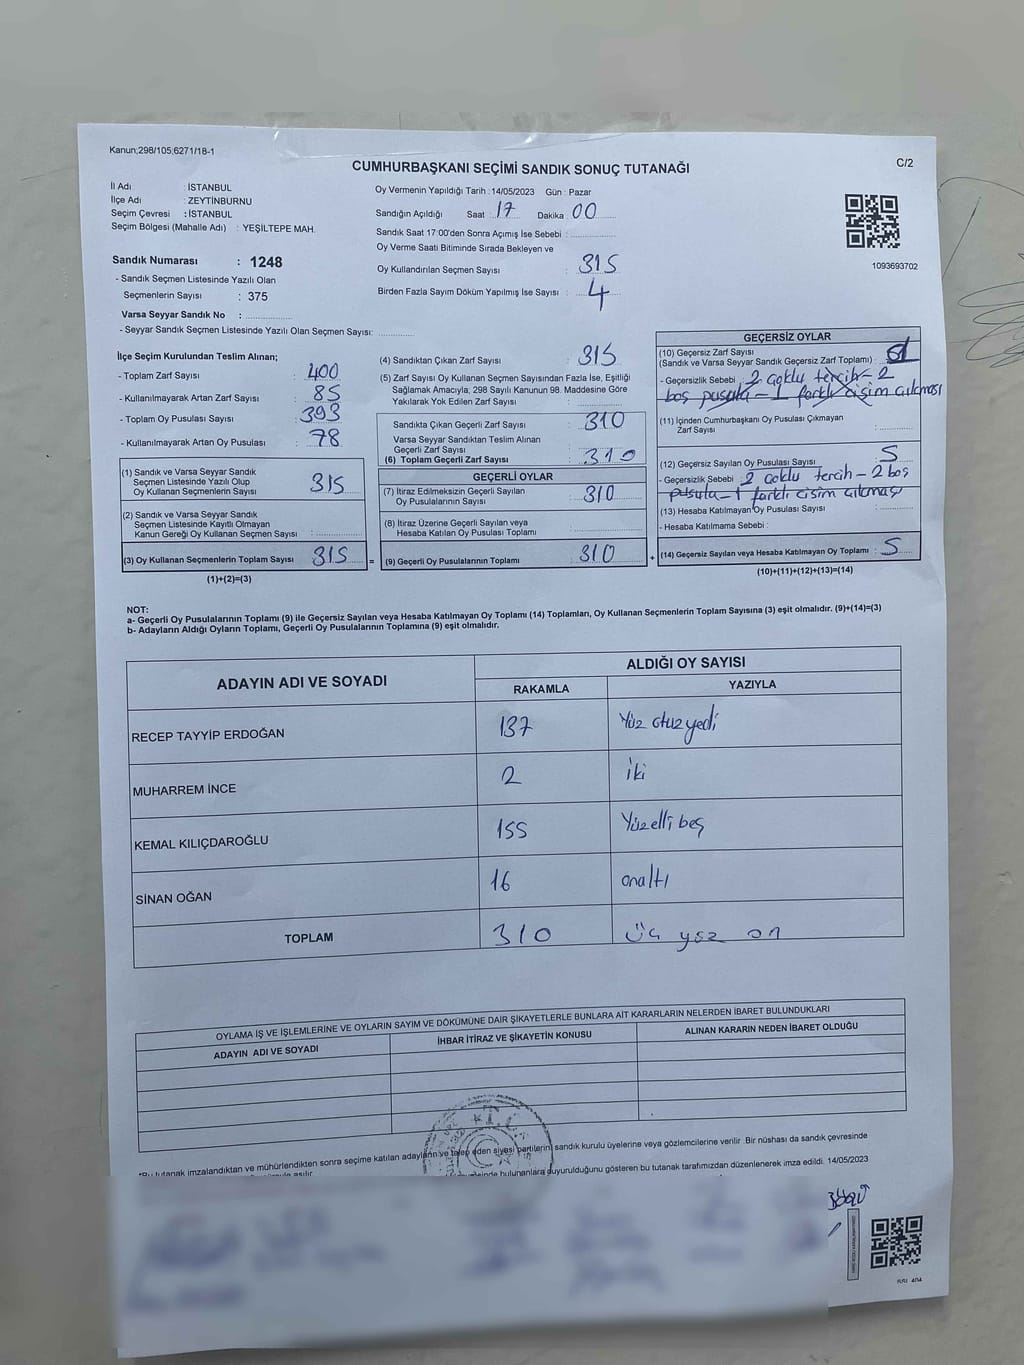 Kanun;298/105;6271/18-1
CUMHURBAŞKANI SEÇİMİ SANDIK SONUÇ TUTANAĞI
C/2
İl Adı : İSTANBUL
İlçe Adı : ZEYTİNBURNU
Seçim Çevresi : İSTANBUL
Seçim Bölgesi (Mahalle Adı) : YEŞİLTEPE MAH.
Sandık Numarası : 1248
- Sandık Seçmen Listesinde Yazılı Olan
Seçmenlerin Sayısı : 375
Varsa Seyyar Sandık No :
- Seyyar Sandık Seçmen Listesinde Yazılı Olan Seçmen Sayısı:
Oy Vermenin Yapıldığı Tarih : 14/05/2023 Gün : Pazar
Sandığın Açıldığı Saat 17 Dakika 00
Sandık Saat 17:00'den Sonra Açımış İse Sebebi :
Oy Verme Saati Bitiminde Sırada Bekleyen ve
Oy Kullandırılan Seçmen Sayısı : 315
Birden Fazla Sayım Döküm Yapılmış İse Sayısı : 4
1093693702
İlçe Seçim Kurulundan Teslim Alınan;
- Toplam Zarf Sayısı : 400
- Kullanılmayarak Artan Zarf Sayısı : 85
- Toplam Oy Pusulası Sayısı : 393
- Kullanılmayarak Artan Oy Pusulası : 78
(1) Sandık ve Varsa Seyyar Sandık
Seçmen Listesinde Yazılı Olup
Oy Kullanan Seçmenlerin Sayısı : 315
(2) Sandık ve Varsa Seyyar Sandık
Seçmen Listesinde Kayıtlı Olmayan
Kanun Gereği Oy Kullanan Seçmen Sayısı :
(3) Oy Kullanan Seçmenlerin Toplam Sayısı : 315 =
(1)+(2)=(3)
(4) Sandıktan Çıkan Zarf Sayısı : 315
(5) Zarf Sayısı Oy Kullanan Seçmen Sayısından Fazla İse, Eşitliği
Sağlamak Amacıyla, 298 Sayılı Kanunun 98. Maddesine Göre
Yakılarak Yok Edilen Zarf Sayısı :
Sandıkta Çıkan Geçerli Zarf Sayısı : 310
Varsa Seyyar Sandıktan Teslim Alınan
Geçerli Zarf Sayısı :
(6) Toplam Geçerli Zarf Sayısı : 310
GEÇERLİ OYLAR
(7) İtiraz Edilmeksizin Geçerli Sayılan
Oy Pusulalarının Sayısı : 310
(8) İtiraz Üzerine Geçerli Sayılan veya
Hesaba Katılan Oy Pusulası Toplamı :
(9) Geçerli Oy Pusulalarının Toplamı : 310 +
GEÇERSİZ OYLAR
(10) Geçersiz Zarf Sayısı
(Sandık ve Varsa Seyyar Sandık Geçersiz Zarf Toplamı) :
- Geçersizlik Sebebi : 2 çoklu tercih - 2
boş pusula - 1 farklı cisim çıkması
(11) İçinden Cumhurbaşkanı Oy Pusulası Çıkmayan
Zarf Sayısı :
(12) Geçersiz Sayılan Oy Pusulası Sayısı : 5
- Geçersizlik Sebebi : 2 çoklu tercih - 2 boş
pusula - 1 farklı cisim çıkması
(13) Hesaba Katılmayan Oy Pusulası Sayısı :
- Hesaba Katılmama Sebebi :
(14) Geçersiz Sayılan veya Hesaba Katılmayan Oy Toplamı : 5
(10)+(11)+(12)+(13)=(14)
NOT:
a- Geçerli Oy Pusulalarının Toplamı (9) ile Geçersiz Sayılan veya Hesaba Katılmayan Oy Toplamı (14) Toplamları, Oy Kullanan Seçmenlerin Toplam Sayısına (3) eşit olmalıdır. (9)+(14)=(3)
b- Adayların Aldığı Oyların Toplamı, Geçerli Oy Pusulalarının Toplamına (9) eşit olmalıdır.
ADAYIN ADI VE SOYADI
ALDIĞI OY SAYISI
RAKAMLA YAZIYLA
RECEP TAYYİP ERDOĞAN 137 Yüz otuz yedi
MUHARREM İNCE 2 iki
KEMAL KILIÇDAROĞLU 155 Yüzelli beş
SİNAN OĞAN 16 onaltı
TOPLAM 310 üç yüz on
OYLAMA İŞ VE İŞLEMLERİNE VE OYLARIN SAYIM VE DÖKÜMÜNE DAİR ŞİKAYETLERLE BUNLARA AİT KARARLARIN NELERDEN İBARET BULUNDUKLARI
ADAYIN ADI VE SOYADI İHBAR İTİRAZ VE ŞİKAYETİN KONUSU ALINAN KARARIN NEDEN İBARET OLDUĞU
T.C.
*Bu tutanak imzalandıktan ve mühürlendikten sonra seçime katılan adayların ve talep eden siyasi partilerin sandık kurulu üyelerine veya gözlemcilerine verilir. Bir nüshası da sandık çevresinde
bulunanlara duyurulduğunu gösteren bu tutanak tarafımızdan düzenlenerek imza edildi. 14/05/2023